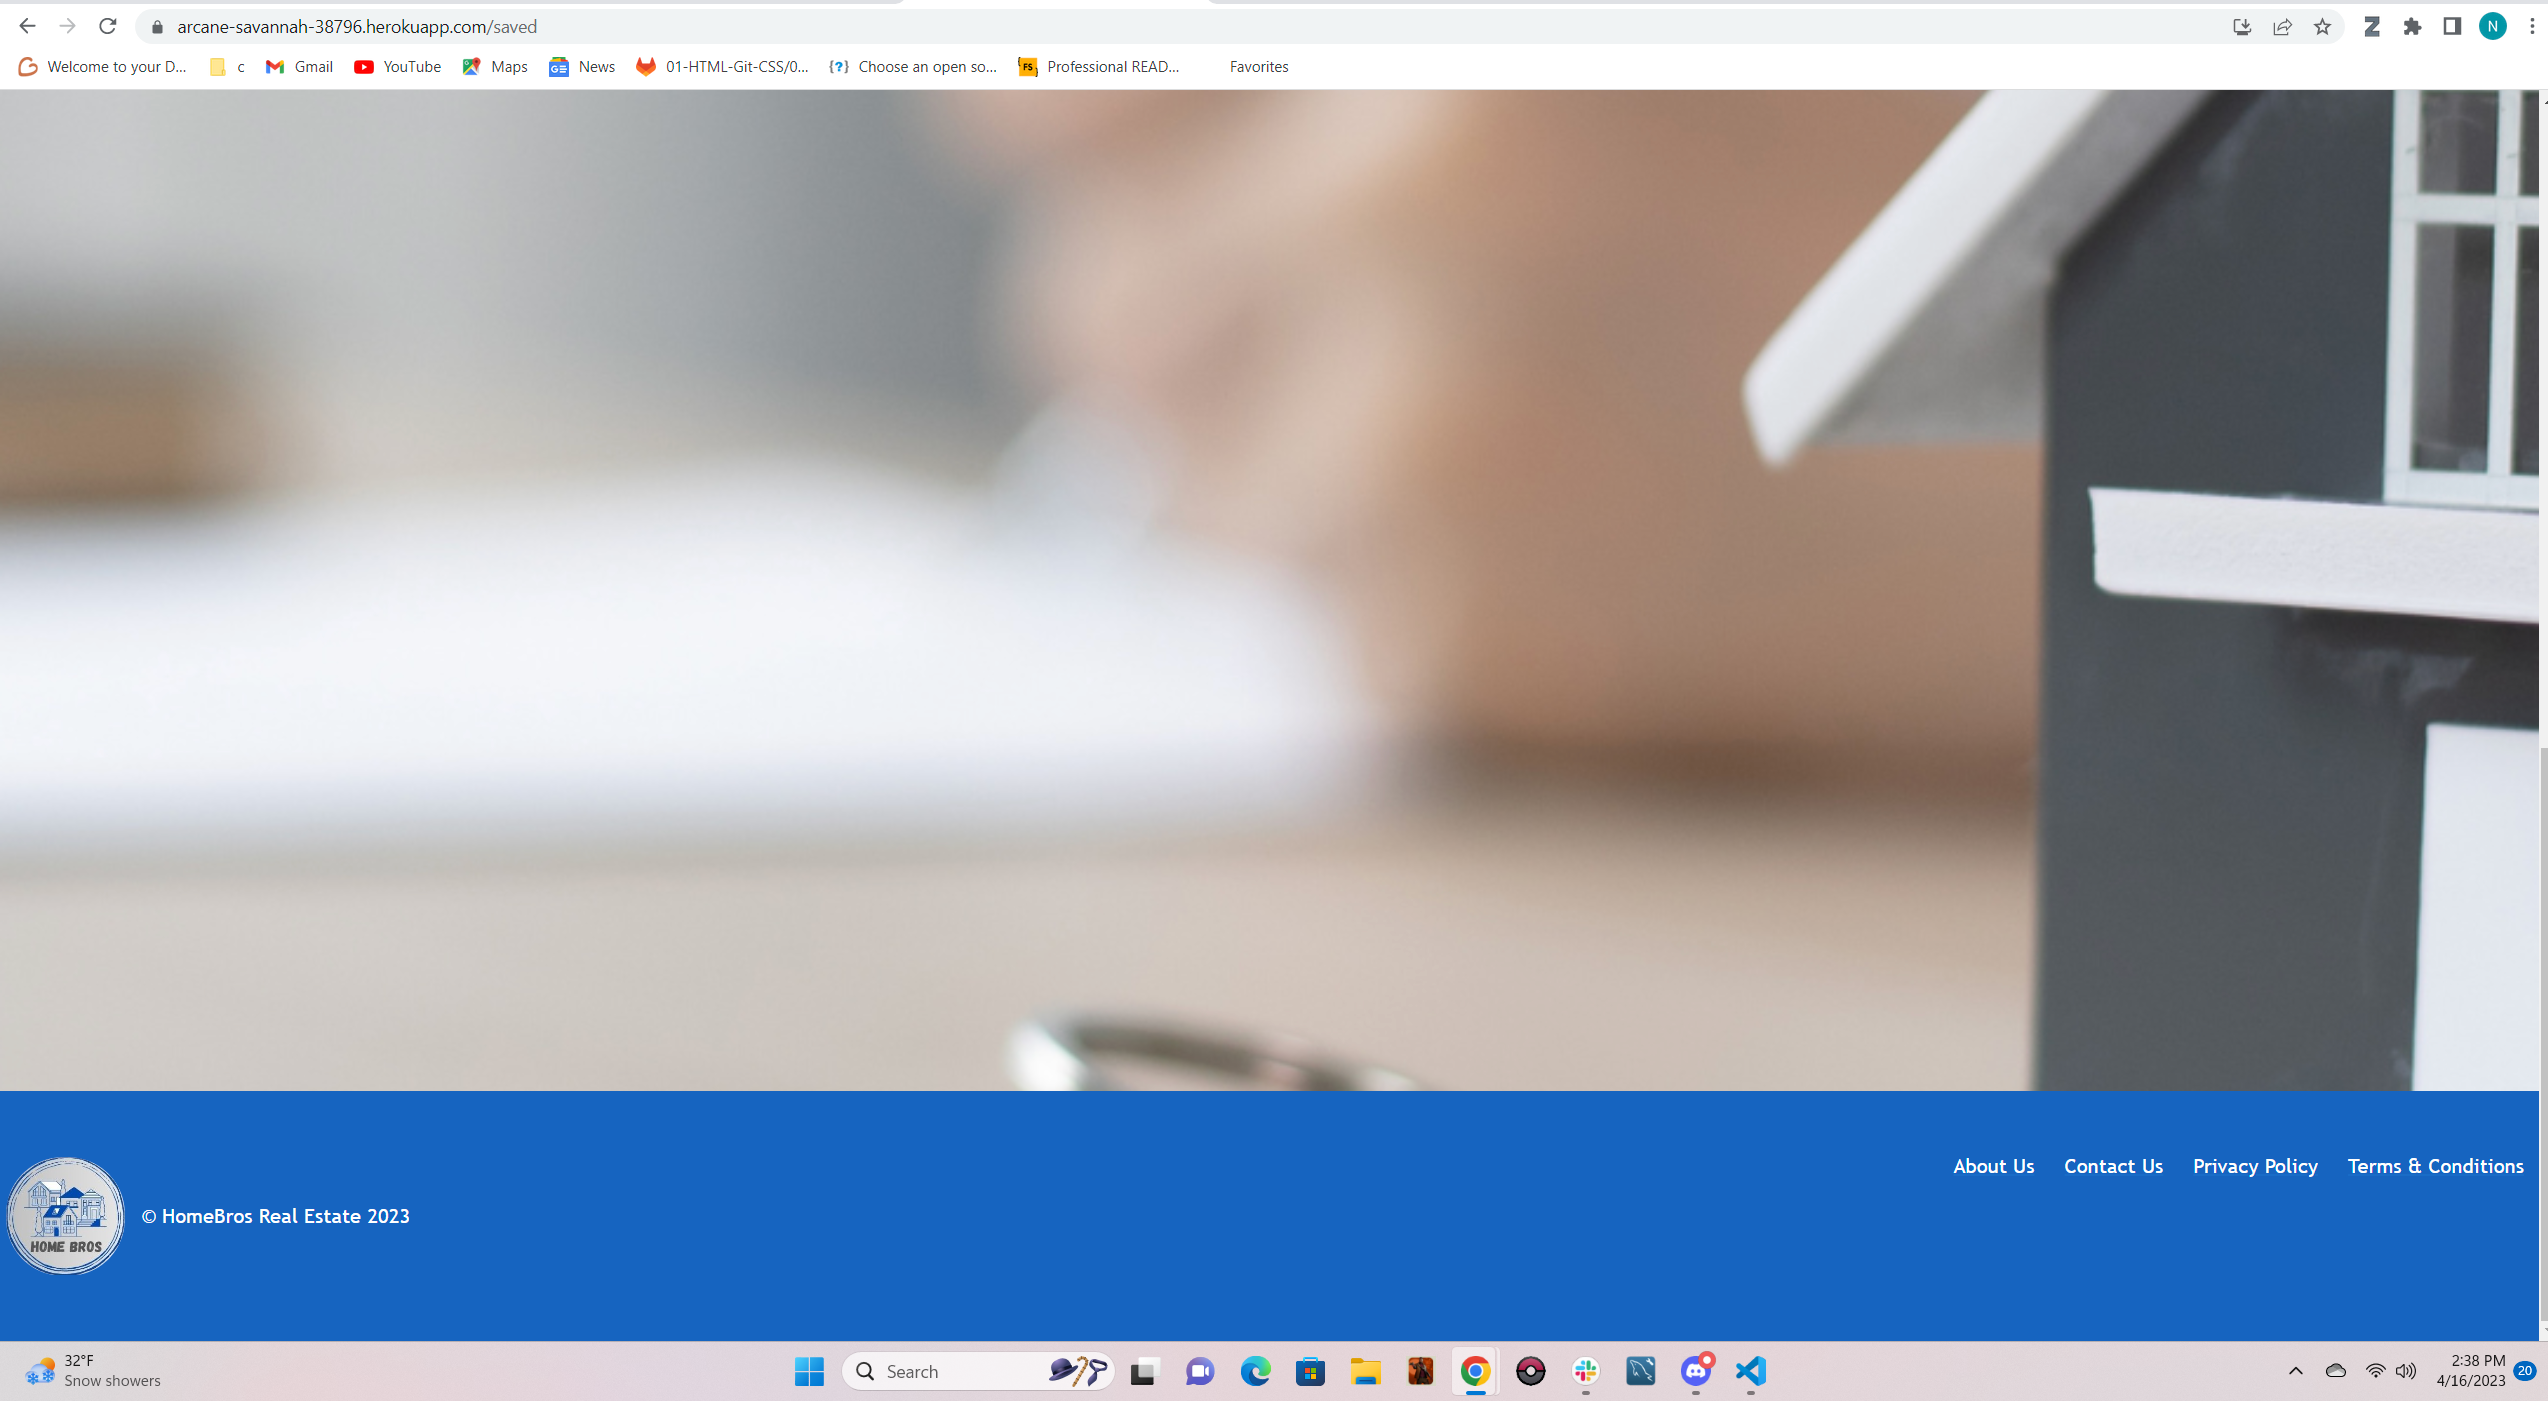 arcane-savannah-38796.herokuapp.com/saved
N
Welcome to your D...
c
Gmail
YouTube
Maps
News
01-HTML-Git-CSS/0...
Choose an open so...
Professional READ...
Favorites
About Us
Contact Us
Privacy Policy
Terms & Conditions
HOME BROS
© HomeBros Real Estate 2023
32°F
Snow showers
Search
2:38 PM
4/16/2023
20